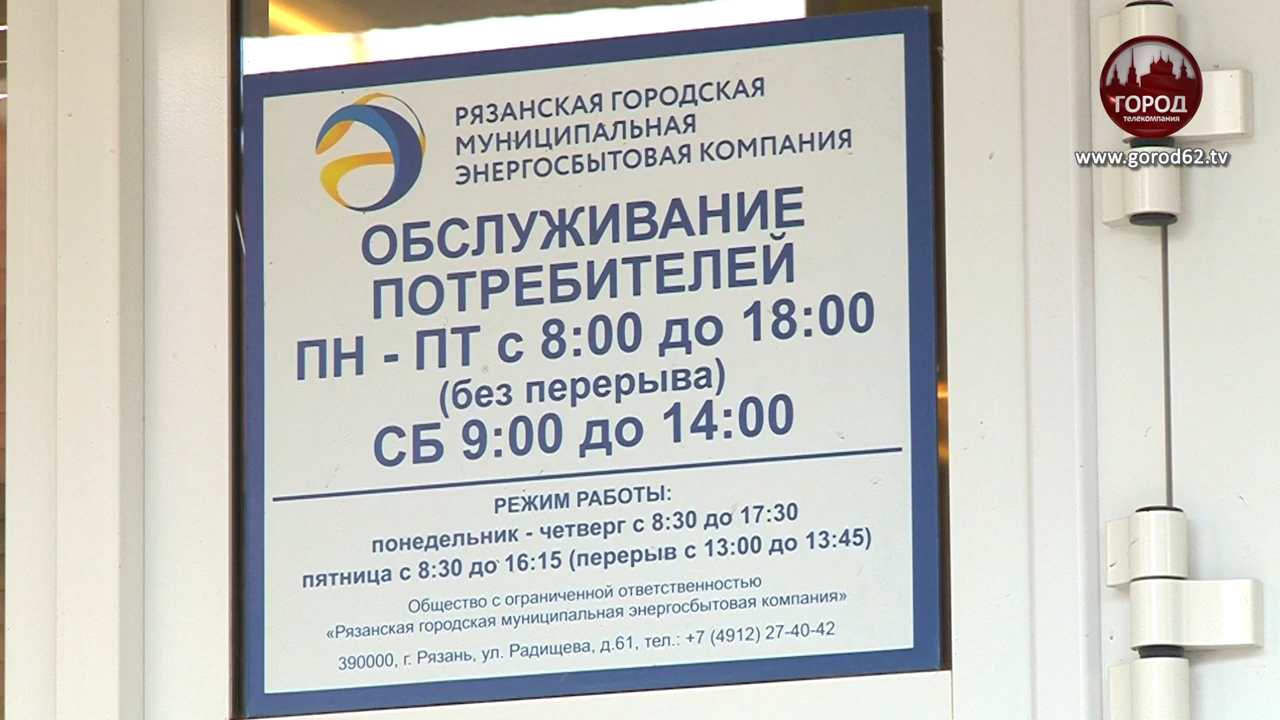 РЯЗАНСКАЯ ГОРОДСКАЯ
МУНИЦИПАЛЬНАЯ
ЭНЕРГОСБЫТОВАЯ КОМПАНИЯ
ОБСЛУЖИВАНИЕ
ПОТРЕБИТЕЛЕЙ
ПН - ПТ с 8:00 до 18:00
(без перерыва)
СБ 9:00 до 14:00
РЕЖИМ РАБОТЫ:
понедельник - четверг с 8:30 до 17:30
пятница с 8:30 до 16:15 (перерыв с 13:00 до 13:45)
Общество с ограниченной ответственностью
«Рязанская городская муниципальная энергосбытовая компания»
390000, г. Рязань, ул. Радищева, д.61, тел.: +7 (4912) 27-40-42
ГОРОД
телекомпания
www.gorod62.tv